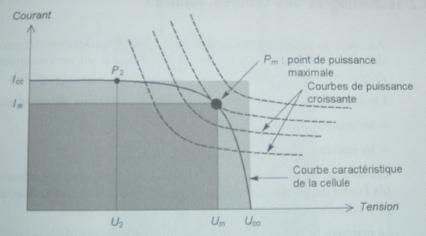 Courant
I cc
P2
Pm : point de puissance
maximale
Im
Courbes de puissance
croissante
Courbe caractéristique
de la cellule
Tension
U2
Um
Uco